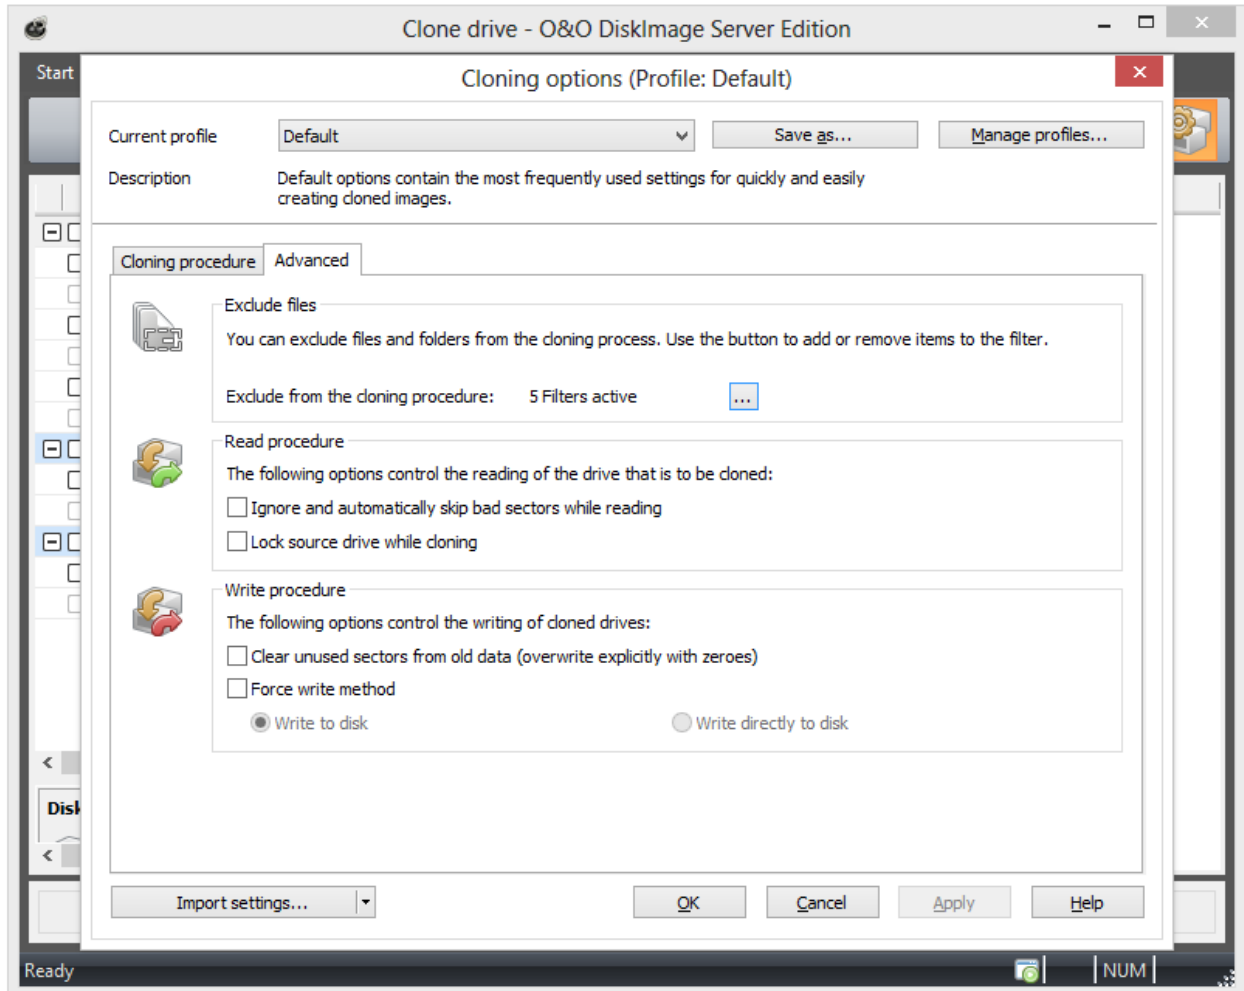 Clone drive - O&O DiskImage Server Edition
Start
Cloning options (Profile: Default)
Current profile
Default
Save as...
Manage profiles...
Description
Default options contain the most frequently used settings for quickly and easily
creating cloned images.
Cloning procedure
Advanced
Exclude files
You can exclude files and folders from the cloning process. Use the button to add or remove items to the filter.
Exclude from the cloning procedure:
5 Filters active
...
Read procedure
The following options control the reading of the drive that is to be cloned:
Ignore and automatically skip bad sectors while reading
Lock source drive while cloning
Write procedure
The following options control the writing of cloned drives:
Clear unused sectors from old data (overwrite explicitly with zeroes)
Force write method
Write to disk
Write directly to disk
Disk
Import settings...
OK
Cancel
Apply
Help
Ready
NUM